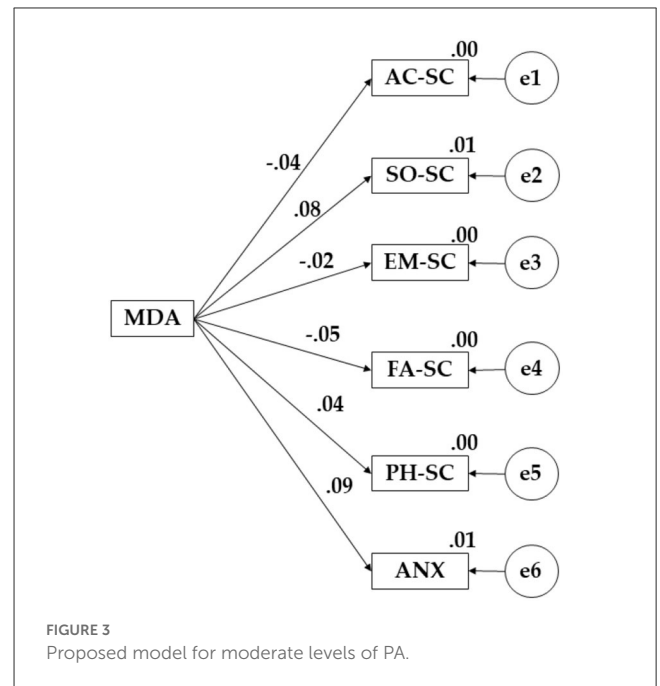 .00
AC-SC e1
-.04
.01
SO-SC e2
.08
.00
EM-SC e3
-.02
MDA
-.05
.00
FA-SC e4
.04
.00
PH-SC e5
.09
.01
ANX e6
FIGURE 3
Proposed model for moderate levels of PA.